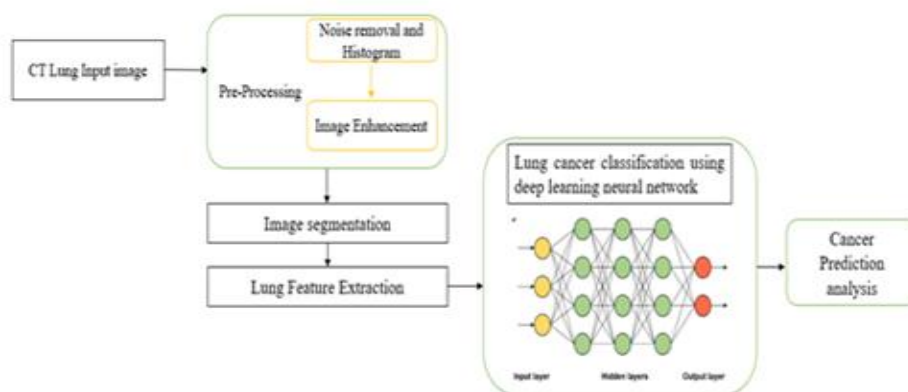 CT Lung Input image
Pre-Processing
Noise removal and
Histogram
Image Enhancement
Image segmentation
Lung Feature Extraction
Lung cancer classification using
deep learning neural network
Input layer
Hidden layers
Output layer
Cancer
Prediction
analysis